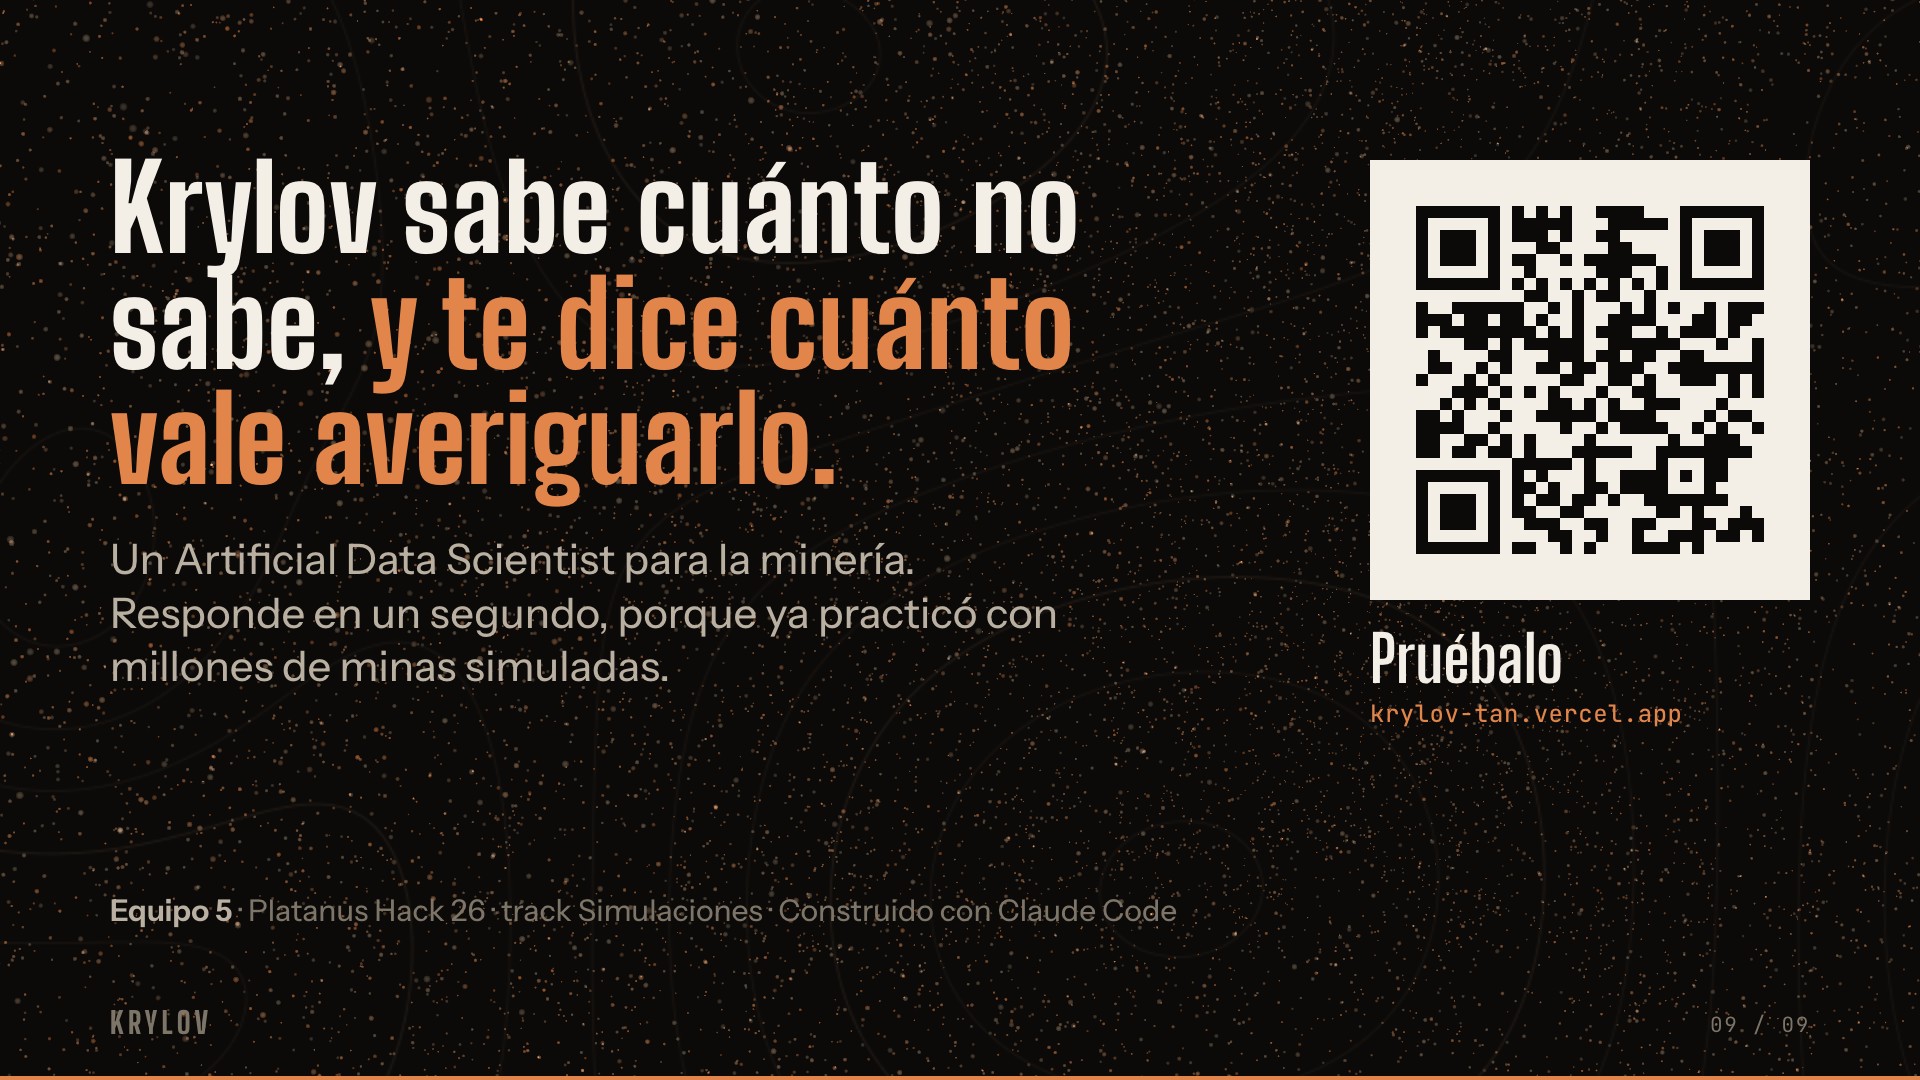 Krylov sabe cuánto no
sabe, y te dice cuánto
vale averiguarlo.
Un Artificial Data Scientist para la minería.
Responde en un segundo, porque ya practicó con
millones de minas simuladas.
Pruébalo
krylov-tan.vercel.app
Equipo 5 · Platanus Hack 26 · track Simulaciones · Construido con Claude Code
KRYLOV
09 / 09